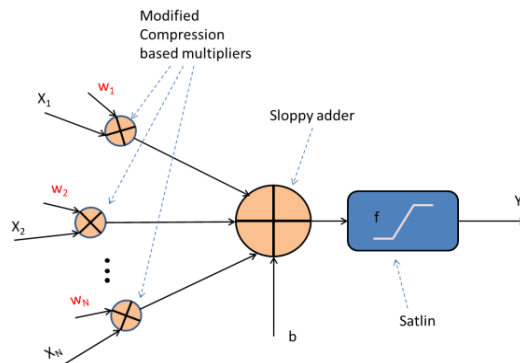 Modified
Compression
based multipliers
w1
X1
Sloppy adder
w2
X2
f
Y
wN
XN
b
Satlin